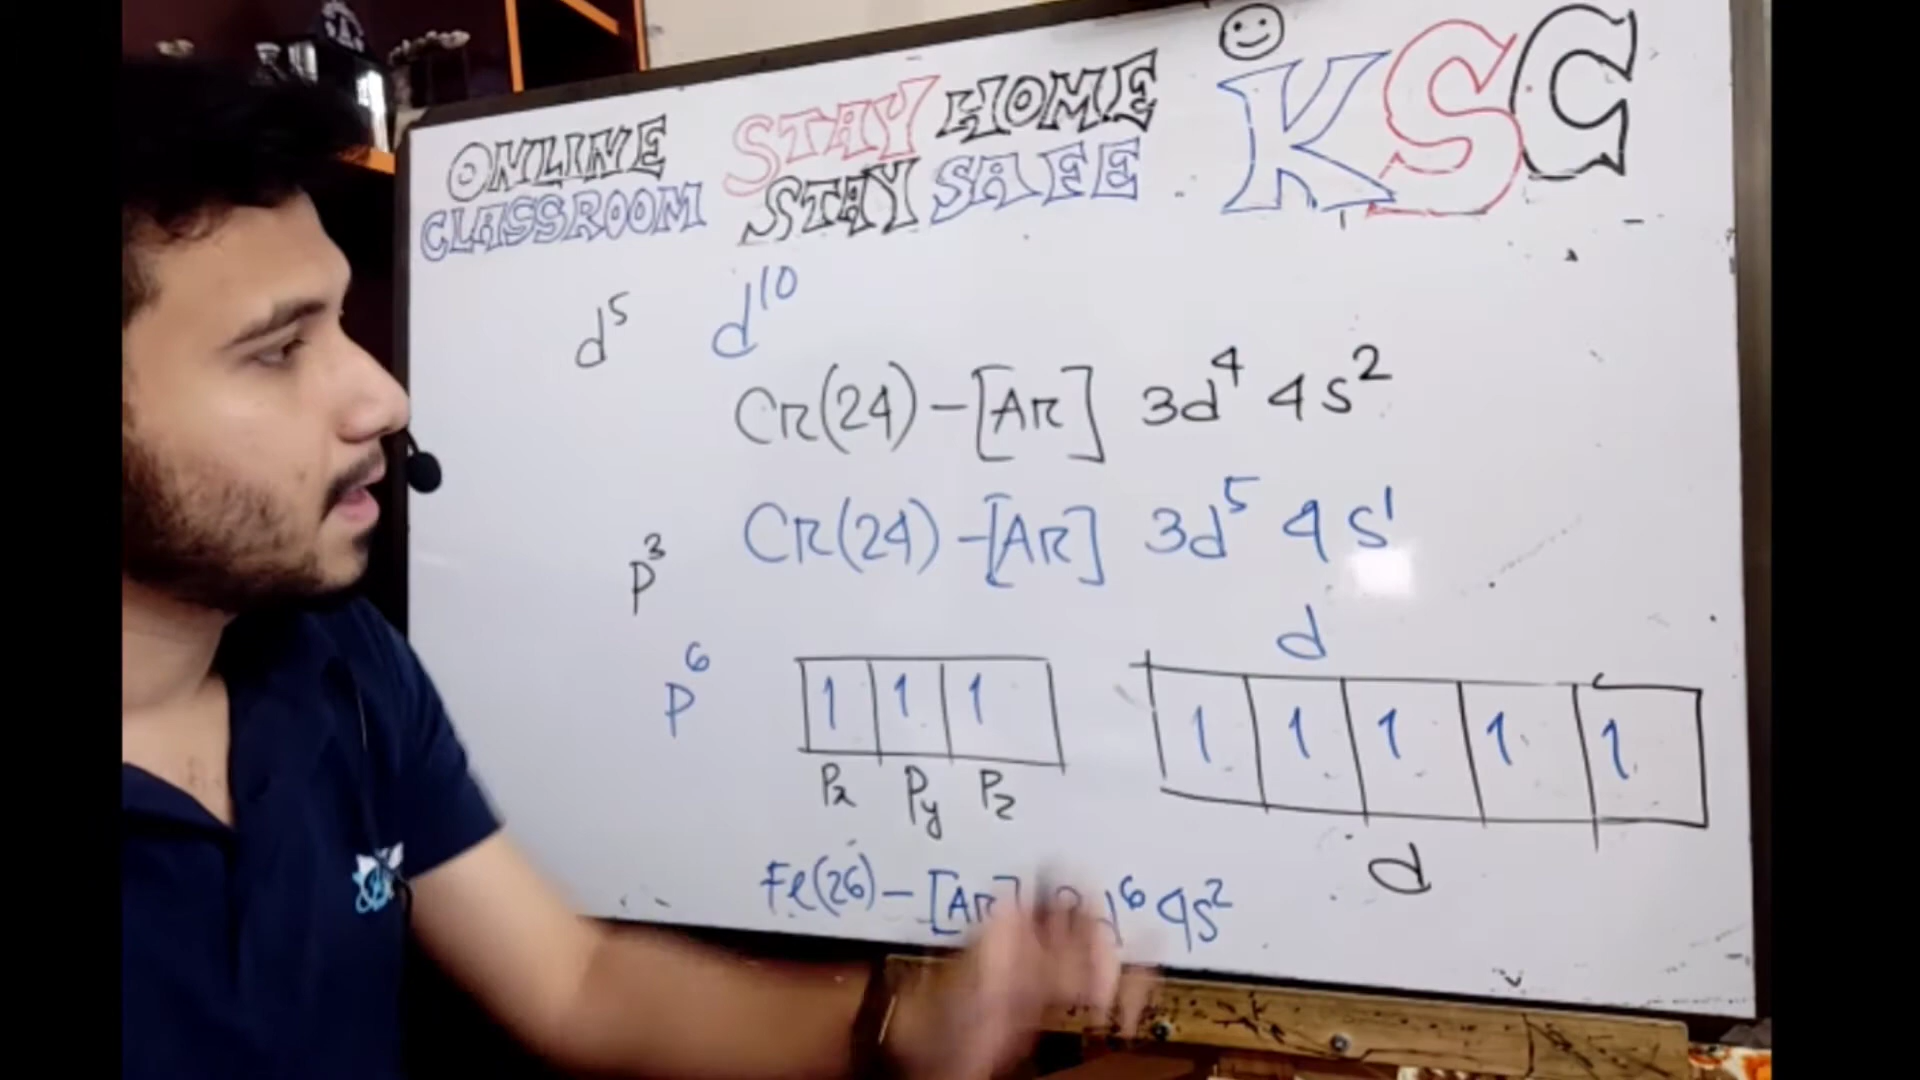 ONLINE CLASSROOM
STAY HOME STAY SAFE
KSC
d⁵ d¹⁰
Cr(24) - [Ar] 3d⁴ 4s²
Cr(24) - [Ar] 3d⁵ 4s¹
p³
p⁶
d
1 1 1
1 1 1 1 1
Px Py Pz
d
Fe(26) - [Ar] 3d⁶ 4s²